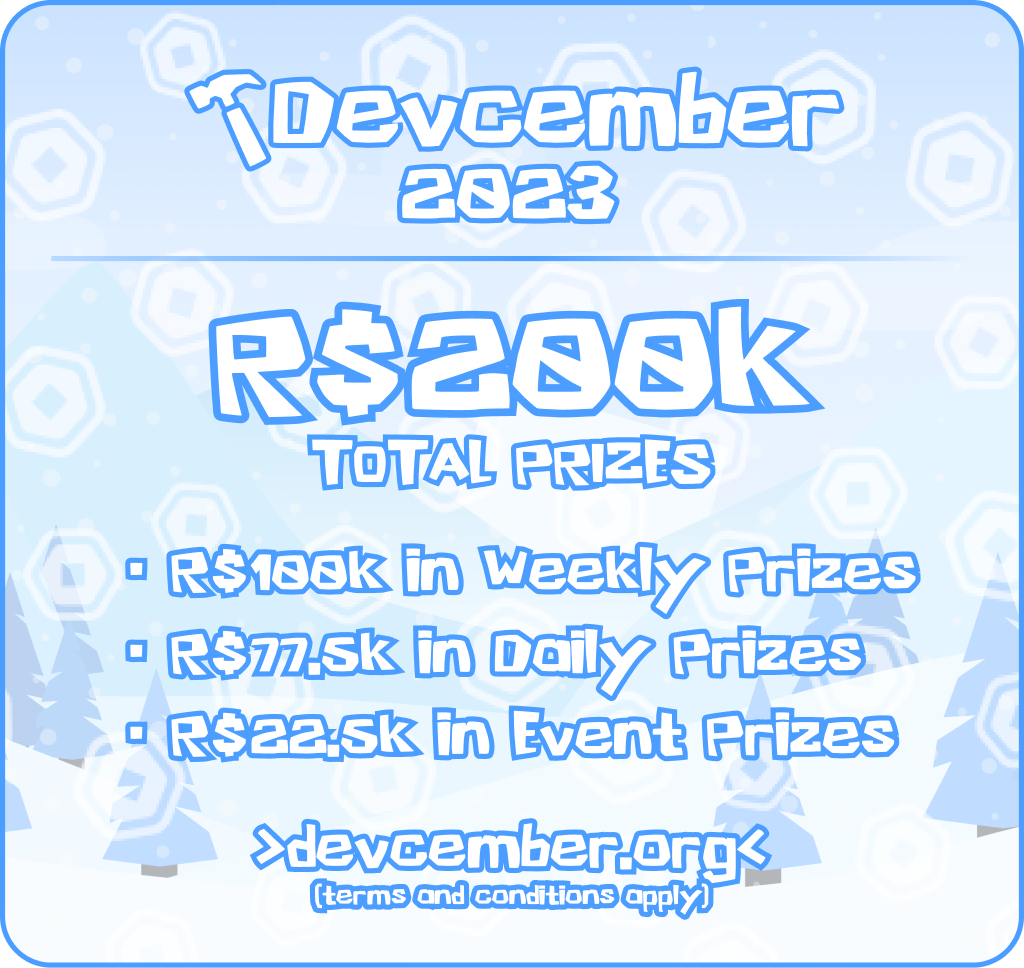 Devcember
2023
R$200k
TOTAL PRIZES
▪ R$100k in Weekly Prizes
▪ R$77.5k in Daily Prizes
▪ R$22.5k in Event Prizes
>devcember.org<
(terms and conditions apply)